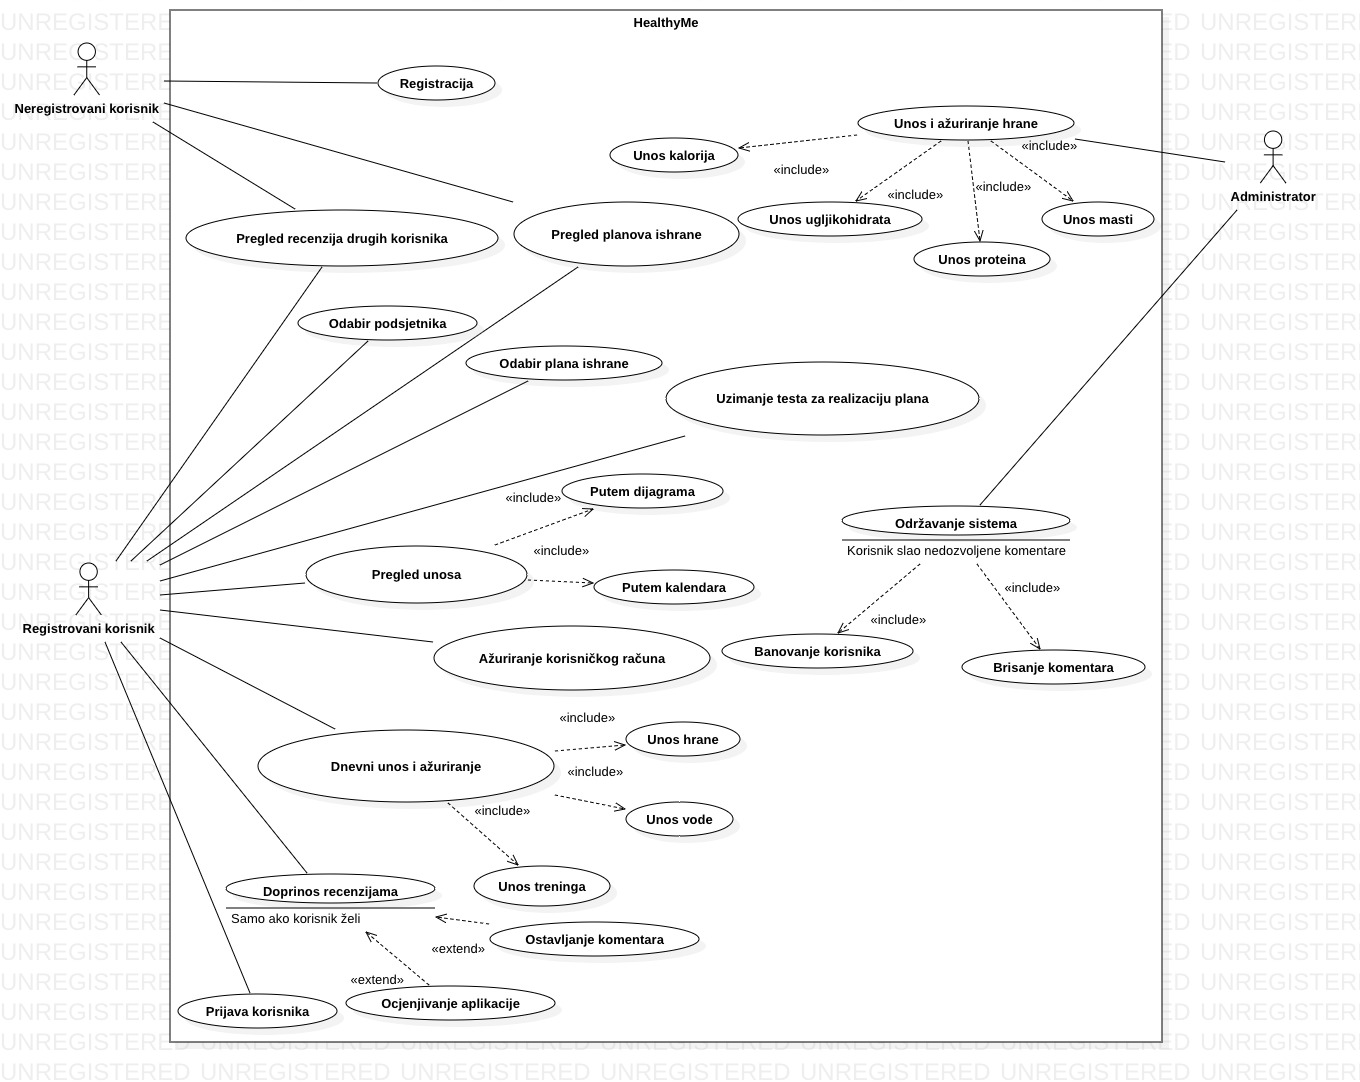 HealthyMe
Neregistrovani korisnik
Registracija
Unos i ažuriranje hrane
«include»
Unos kalorija
«include»
«include»
«include»
Administrator
Unos ugljikohidrata
Unos masti
Unos proteina
Pregled recenzija drugih korisnika
Pregled planova ishrane
Odabir podsjetnika
Odabir plana ishrane
Uzimanje testa za realizaciju plana
«include»
Putem dijagrama
«include»
Pregled unosa
Putem kalendara
Održavanje sistema
Korisnik slao nedozvoljene komentare
«include»
«include»
Banovanje korisnika
Brisanje komentara
Registrovani korisnik
Ažuriranje korisničkog računa
«include»
Unos hrane
Dnevni unos i ažuriranje
«include»
«include»
Unos vode
Unos treninga
Doprinos recenzijama
Samo ako korisnik želi
«extend»
Ostavljanje komentara
«extend»
Ocjenjivanje aplikacije
Prijava korisnika
UNREGISTERED UNREGISTERED UNREGISTERED UNREGISTERED UNREGISTERED UNREGISTERED UNREGISTERED